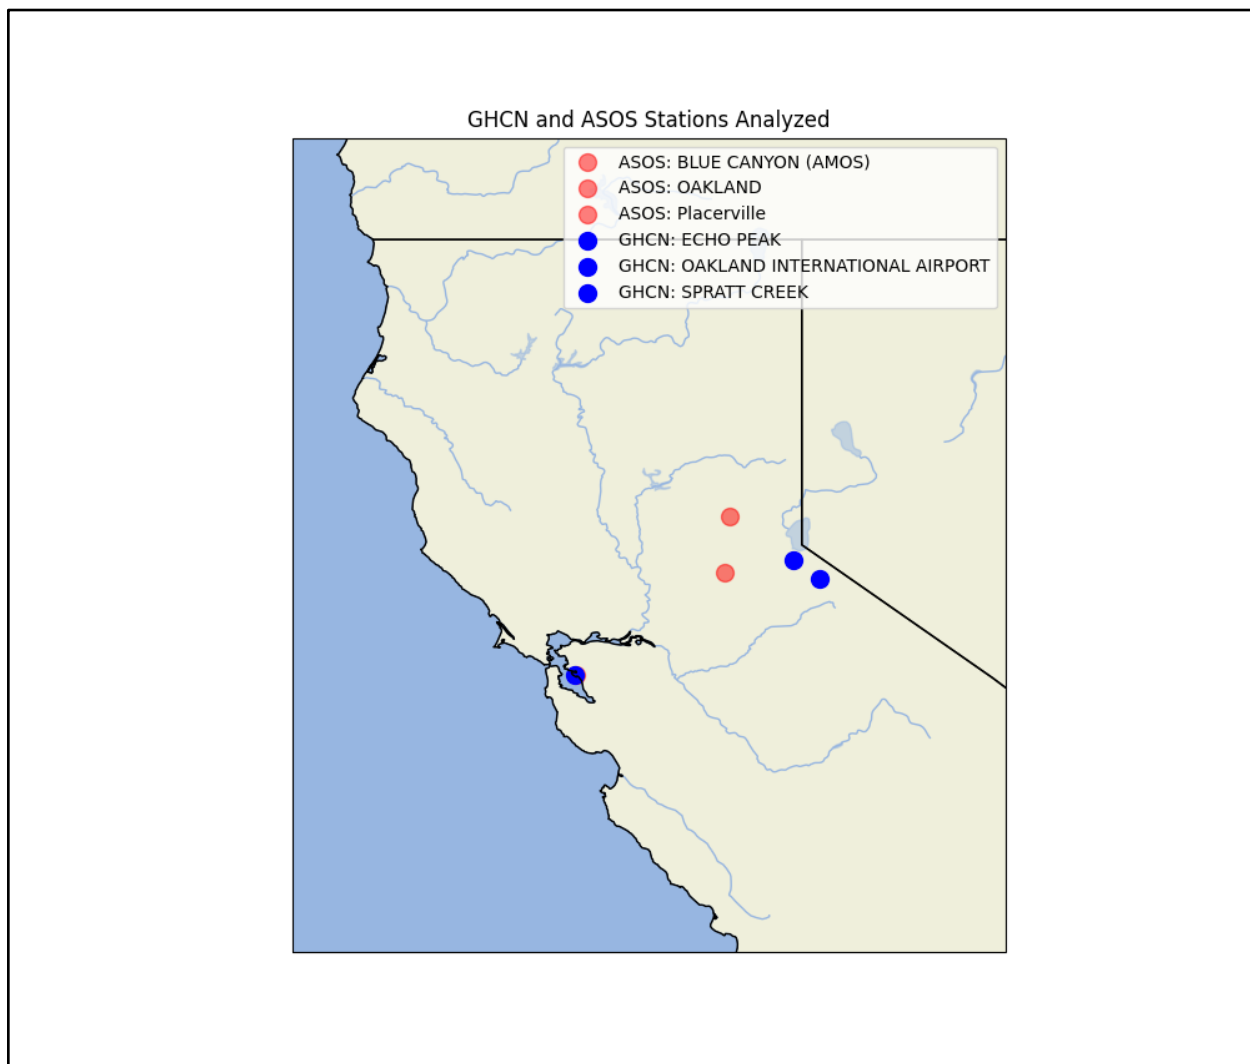 GHCN and ASOS Stations Analyzed
ASOS: BLUE CANYON (AMOS)
ASOS: OAKLAND
ASOS: Placerville
GHCN: ECHO PEAK
GHCN: OAKLAND INTERNATIONAL AIRPORT
GHCN: SPRATT CREEK